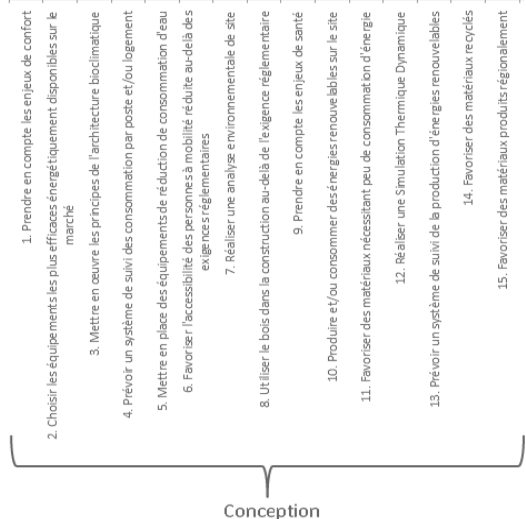 1. Prendre en compte les enjeux de confort
2. Choisir les équipements les plus efficaces énergétiquement disponibles sur le
marché
3. Mettre en œuvre les principes de l'architecture bioclimatique
4. Prévoir un système de suivi des consommation par poste et/ou logement
5. Mettre en place des équipements de réduction de consommation d'eau
6. Favoriser l'accessibilité des personnes à mobilité réduite au-delà des
exigences réglementaires
7. Réaliser une analyse environnementale de site
8. Utiliser le bois dans la construction au-delà de l'exigence réglementaire
9. Prendre en compte les enjeux de santé
10. Produire et/ou consommer des énergies renouvelables sur le site
11. Favoriser des matériaux nécessitant peu de consommation d'énergie
12. Réaliser une Simulation Thermique Dynamique
13. Prévoir un système de suivi de la production d'énergies renouvelables
14. Favoriser des matériaux recyclés
15. Favoriser des matériaux produits régionalement
Conception